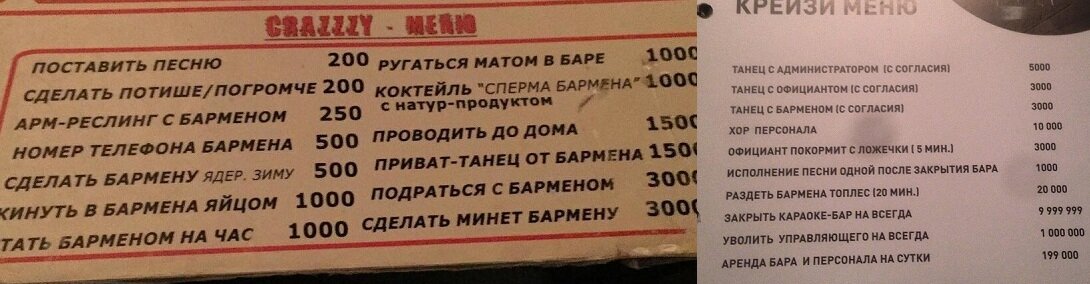 CRAZZZY - МЕНЮ
ПОСТАВИТЬ ПЕСНЮ 200
СДЕЛАТЬ ПОТИШЕ/ПОГРОМЧЕ 200
АРМ-РЕСЛИНГ С БАРМЕНОМ 250
НОМЕР ТЕЛЕФОНА БАРМЕНА 500
СДЕЛАТЬ БАРМЕНУ ЯДЕР. ЗИМУ 500
КИНУТЬ В БАРМЕНА ЯЙЦОМ 1000
ТАТЬ БАРМЕНОМ НА ЧАС 1000
РУГАТЬСЯ МАТОМ В БАРЕ 1000
КОКТЕЙЛЬ "СПЕРМА БАРМЕНА" 1000
с натур-продуктом
ПРОВОДИТЬ ДО ДОМА 1500
ПРИВАТ-ТАНЕЦ ОТ БАРМЕНА 1500
ПОДРАТЬСЯ С БАРМЕНОМ 3000
СДЕЛАТЬ МИНЕТ БАРМЕНУ 3000
КРЕЙЗИ МЕНЮ
ТАНЕЦ С АДМИНИСТРАТОРОМ (С СОГЛАСИЯ) 5000
ТАНЕЦ С ОФИЦИАНТОМ (С СОГЛАСИЯ) 3000
ТАНЕЦ С БАРМЕНОМ (С СОГЛАСИЯ) 3000
ХОР ПЕРСОНАЛА 10 000
ОФИЦИАНТ ПОКОРМИТ С ЛОЖЕЧКИ ( 5 МИН.) 3000
ИСПОЛНЕНИЕ ПЕСНИ ОДНОЙ ПОСЛЕ ЗАКРЫТИЯ БАРА 1000
РАЗДЕТЬ БАРМЕНА ТОПЛЕС (20 МИН.) 20 000
ЗАКРЫТЬ КАРАОКЕ-БАР НА ВСЕГДА 9 999 999
УВОЛИТЬ УПРАВЛЯЮЩЕГО НА ВСЕГДА 1 000 000
АРЕНДА БАРА И ПЕРСОНАЛА НА СУТКИ 199 000